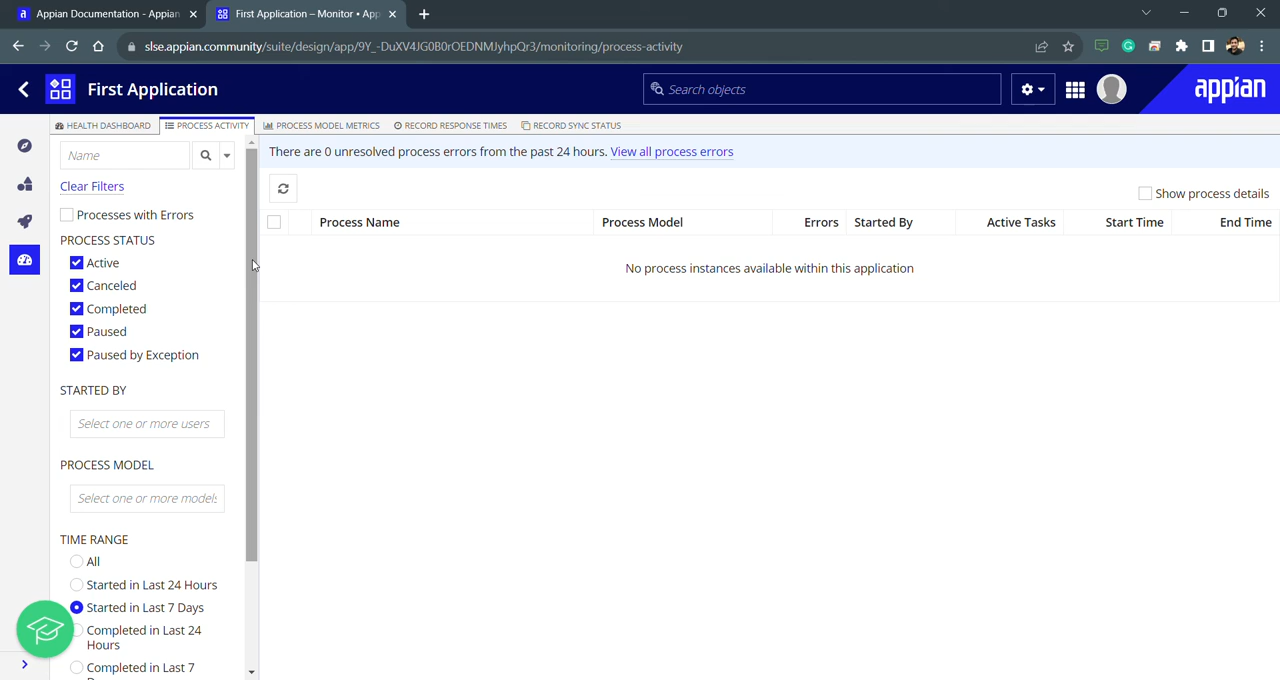 Appian Documentation - Appian
First Application – Monitor • App
slse.appian.community/suite/design/app/9Y_-DuXV4JG0B0rOEDNMJyhpQr3/monitoring/process-activity
First Application
Search objects
appian
HEALTH DASHBOARD
PROCESS ACTIVITY
PROCESS MODEL METRICS
RECORD RESPONSE TIMES
RECORD SYNC STATUS
Name
Clear Filters
Processes with Errors
PROCESS STATUS
Active
Canceled
Completed
Paused
Paused by Exception
STARTED BY
Select one or more users
PROCESS MODEL
Select one or more models
TIME RANGE
All
Started in Last 24 Hours
Started in Last 7 Days
Completed in Last 24
Hours
Completed in Last 7
There are 0 unresolved process errors from the past 24 hours. View all process errors
Show process details
Process Name
Process Model
Errors
Started By
Active Tasks
Start Time
End Time
No process instances available within this application